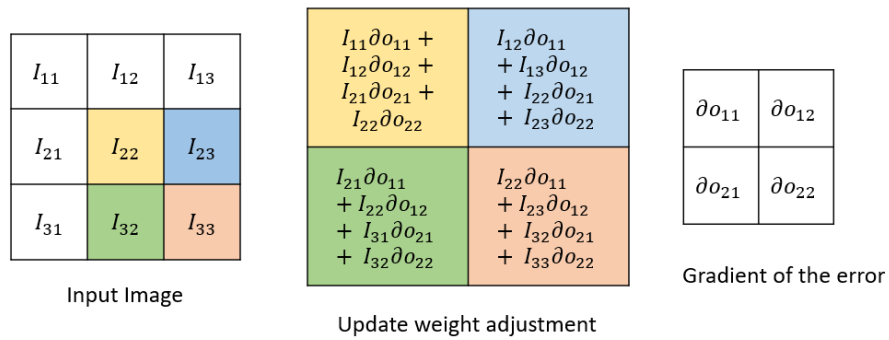 I₁₁ I₁₂ I₁₃
I₂₁ I₂₂ I₂₃
I₃₁ I₃₂ I₃₃
Input Image
I₁₁∂o₁₁ +
I₁₂∂o₁₂ +
I₂₁∂o₂₁ +
I₂₂∂o₂₂
I₁₂∂o₁₁
+ I₁₃∂o₁₂
+ I₂₂∂o₂₁
+ I₂₃∂o₂₂
I₂₁∂o₁₁
+ I₂₂∂o₁₂
+ I₃₁∂o₂₁
+ I₃₂∂o₂₂
I₂₂∂o₁₁
+ I₂₃∂o₁₂
+ I₃₂∂o₂₁
+ I₃₃∂o₂₂
Update weight adjustment
∂o₁₁ ∂o₁₂
∂o₂₁ ∂o₂₂
Gradient of the error